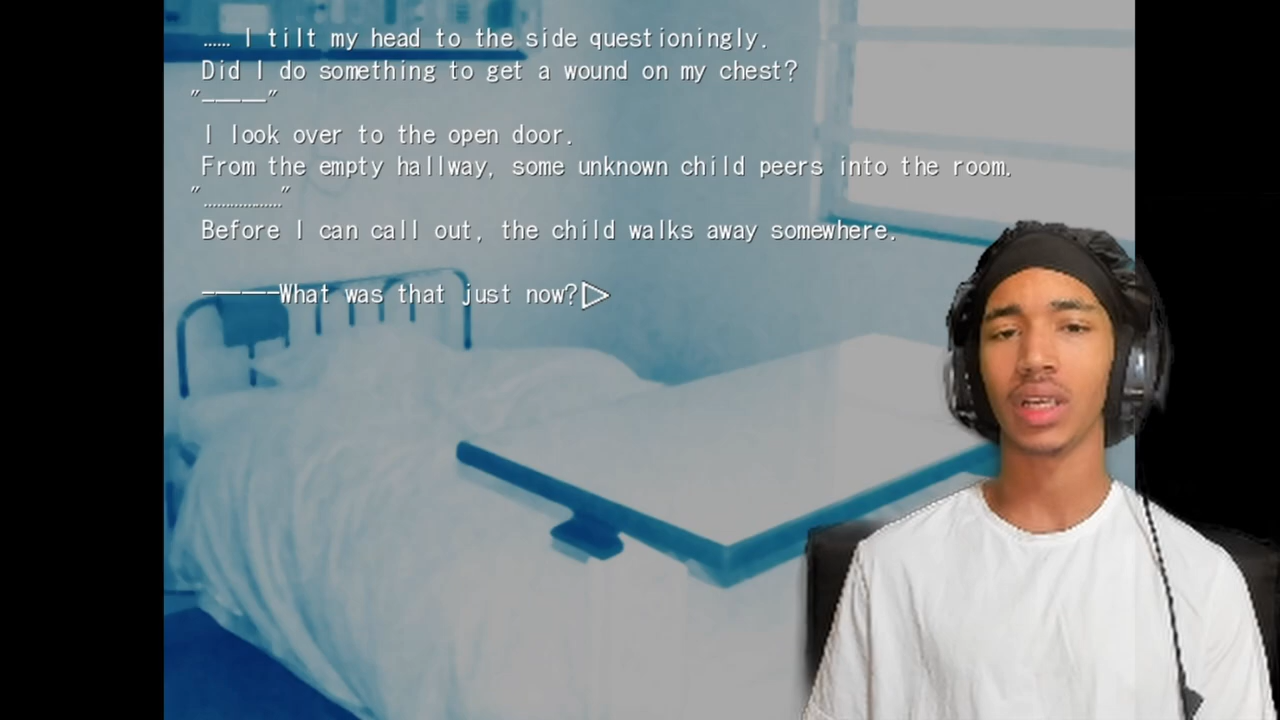 ...... I tilt my head to the side questioningly.
Did I do something to get a wound on my chest?
"―――――"
I look over to the open door.
From the empty hallway, some unknown child peers into the room.
"………………"
Before I can call out, the child walks away somewhere.
――――――What was that just now?